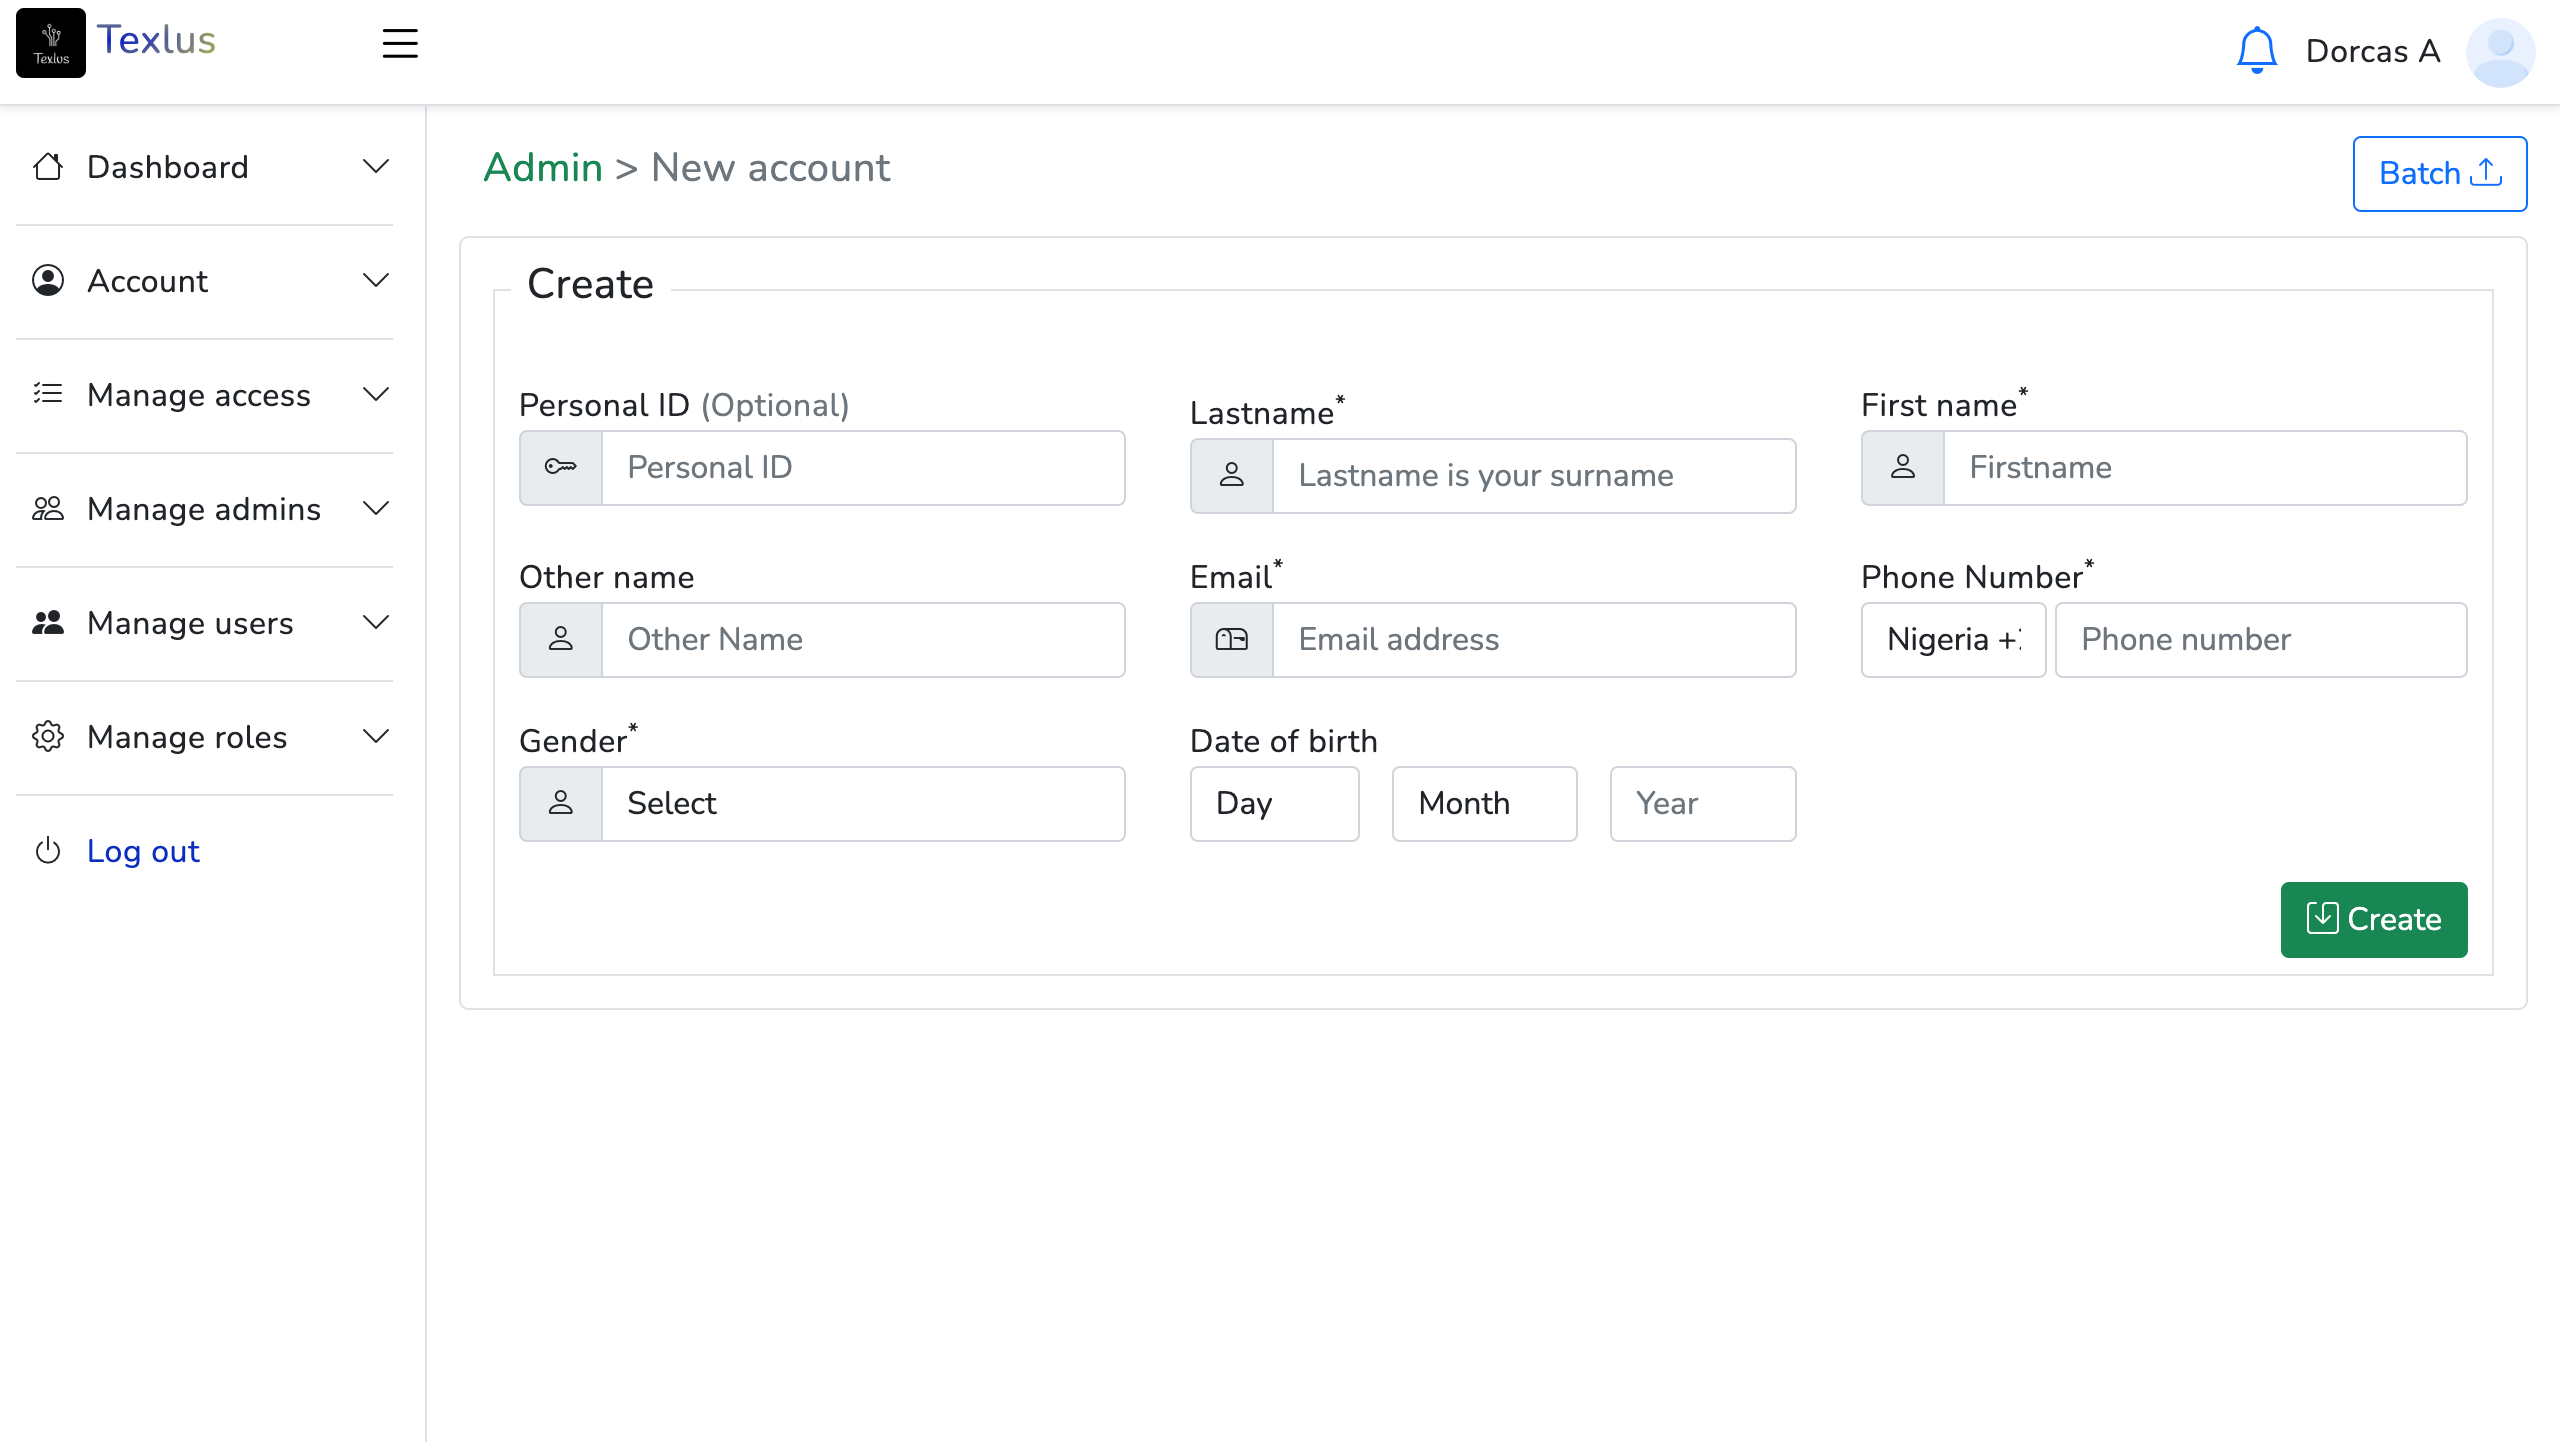 Texlus
Texlus
Dorcas A
Dashboard
Account
Manage access
Manage admins
Manage users
Manage roles
Log out
Admin > New account
Batch
Create
Personal ID (Optional)
Personal ID
Lastname*
Lastname is your surname
First name*
Firstname
Other name
Other Name
Email*
Email address
Phone Number*
Nigeria +
Phone number
Gender*
Select
Date of birth
Day
Month
Year
Create